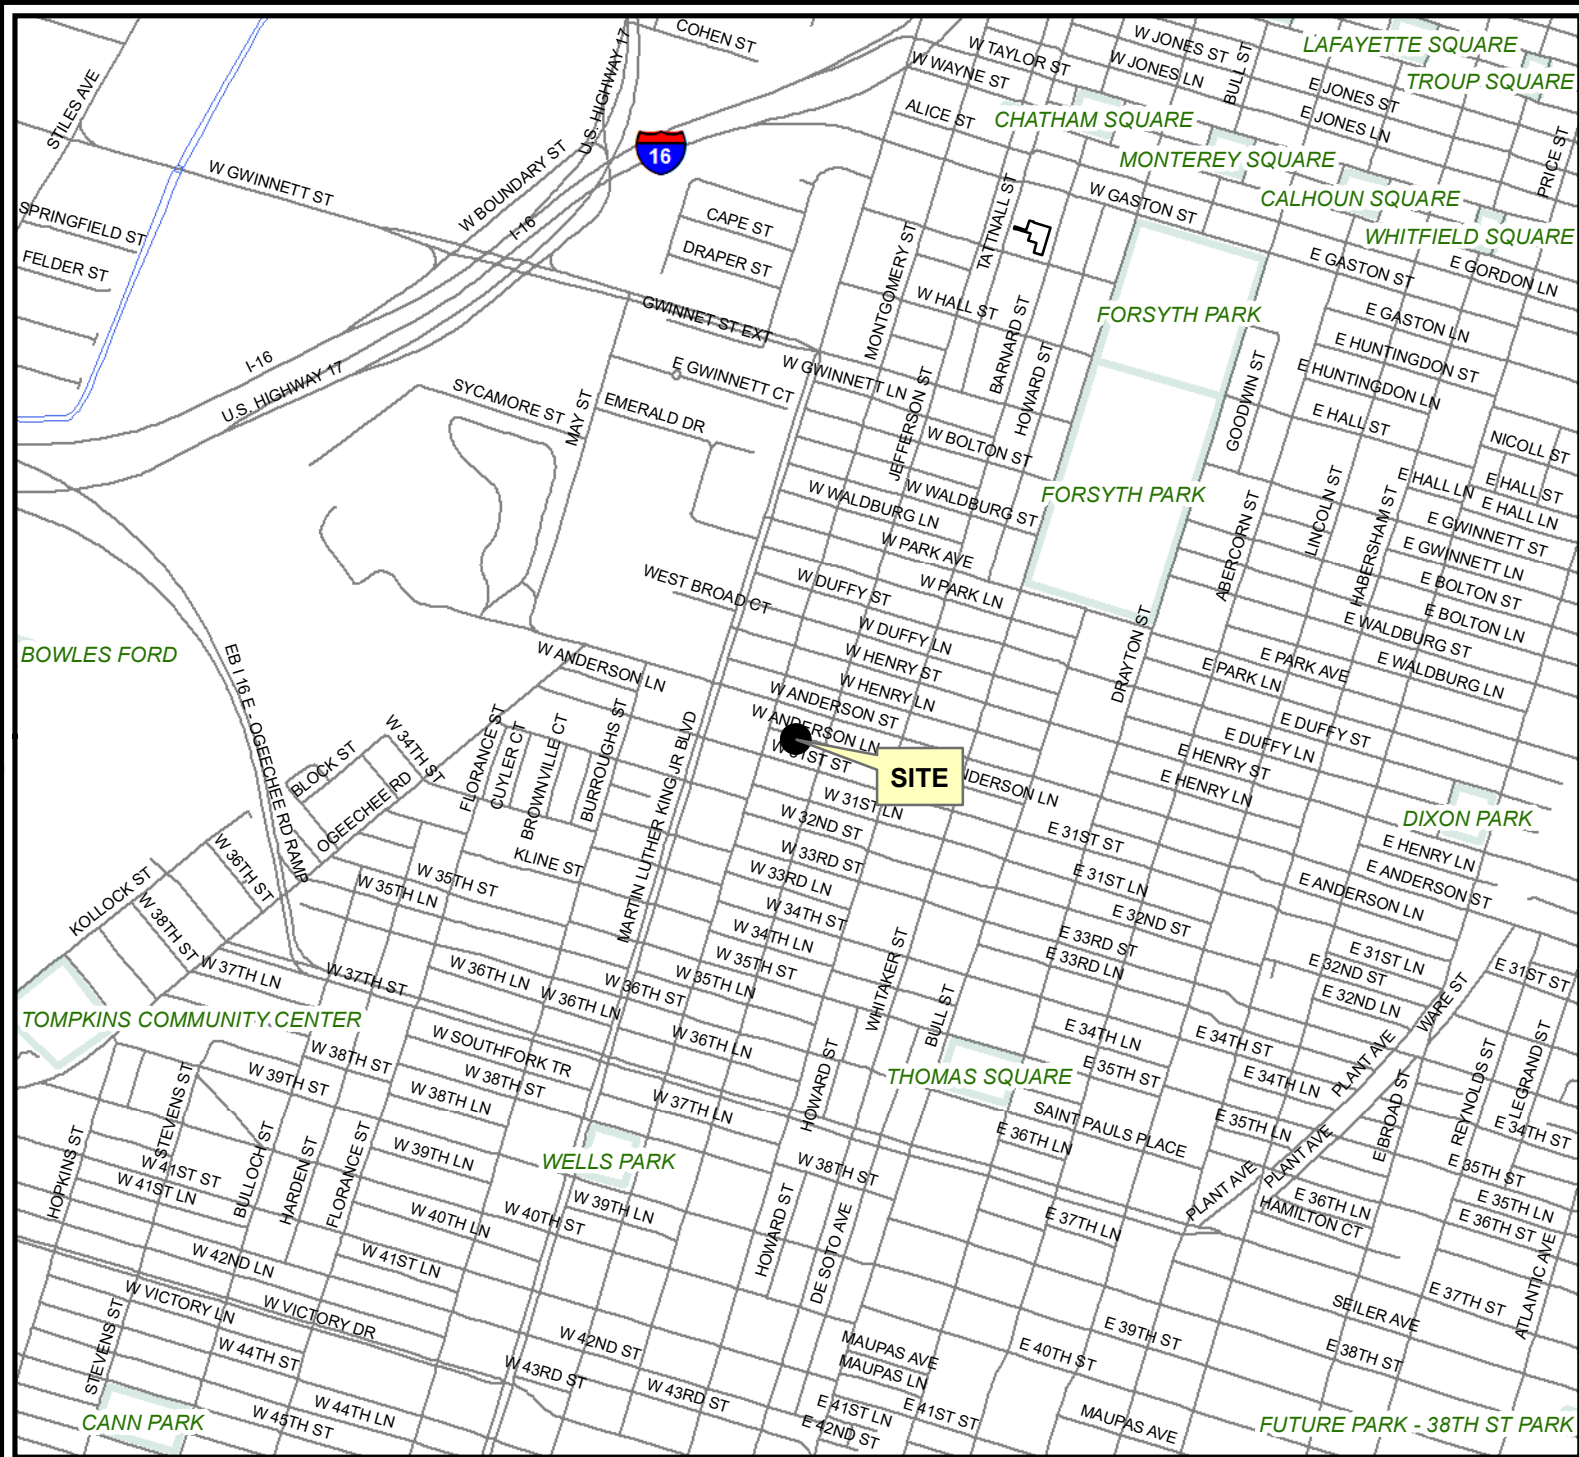 COHEN ST
W TAYLOR ST
W JONES ST
BULL ST
LAFAYETTE SQUARE
STILES AVE
U.S. HIGHWAY 17
W WAYNE ST
W JONES LN
E JONES ST
TROUP SQUARE
ALICE ST
CHATHAM SQUARE
E JONES LN
16
W BOUNDARY ST
MONTEREY SQUARE
PRICE ST
W GWINNETT ST
TATTNALL ST
W GASTON ST
CALHOUN SQUARE
SPRINGFIELD ST
I-16
CAPE ST
WHITFIELD SQUARE
FELDER ST
DRAPER ST
MONTGOMERY ST
E GASTON ST
E GORDON LN
GWINNET ST EXT
W HALL ST
BARNARD ST
FORSYTH PARK
E GASTON LN
I-16
U.S. HIGHWAY 17
E GWINNETT CT
W GWINNETT LN
HOWARD ST
GOODWIN ST
E HUNTINGDON ST
E HUNTINGDON LN
SYCAMORE ST
MAY ST
EMERALD DR
JEFFERSON ST
W BOLTON ST
E HALL ST
NICOLL ST
W WALDBURG LN
W WALDBURG ST
FORSYTH PARK
ABERCORN ST
LINCOLN ST
HABERSHAM ST
E HALL LN
E HALL ST
E HALL LN
W PARK AVE
E GWINNETT ST
E GWINNETT LN
WEST BROAD CT
W DUFFY ST
W PARK LN
E BOLTON ST
E BOLTON LN
BOWLES FORD
EB I 16 E - OGEECHEE RD RAMP
W ANDERSON LN
W DUFFY LN
DRAYTON ST
E WALDBURG ST
E WALDBURG LN
W HENRY ST
W HENRY LN
E PARK AVE
E PARK LN
W ANDERSON ST
W ANDERSON LN
W 31ST ST
SITE
NDERSON LN
E DUFFY ST
E DUFFY LN
E HENRY ST
E HENRY LN
BLOCK ST
W 34TH ST
OGEECHEE RD
FLORANCE ST
CUYLER CT
BROWNVILLE CT
BURROUGHS ST
MARTIN LUTHER KING JR BLVD
W 31ST LN
W 32ND ST
E 31ST ST
DIXON PARK
KLINE ST
W 33RD ST
W 33RD LN
E 31ST LN
E HENRY LN
E ANDERSON ST
E ANDERSON LN
W 36TH ST
KOLLOCK ST
W 38TH ST
W 35TH ST
W 35TH LN
W 34TH ST
W 34TH LN
E 32ND ST
E 33RD ST
E 33RD LN
W 37TH LN
W 37TH ST
W 36TH LN
W 36TH LN
W 36TH ST
W 35TH ST
W 35TH LN
WHITAKER ST
BULL ST
E 31ST LN
E 32ND ST
E 32ND LN
E 31ST ST
WARE ST
TOMPKINS COMMUNITY CENTER
W SOUTHFORK TR
W 36TH LN
HOWARD ST
THOMAS SQUARE
E 34TH LN
E 35TH ST
E 34TH ST
E 34TH LN
PLANT AVE
W 38TH ST
W 39TH ST
W 38TH ST
W 38TH LN
W 37TH LN
SAINT PAULS PLACE
E 36TH LN
E 35TH LN
EBROAD ST
REYNOLDS ST
LEGRAND ST
E 34TH ST
STEVENS ST
HOPKINS ST
W 41ST ST
W 41ST LN
BULLOCH ST
HARDEN ST
FLORANCE ST
W 39TH LN
WELLS PARK
W 38TH ST
PLANT AVE
PLANT AVE
E 35TH ST
E 35TH LN
E 36TH ST
E 36TH LN
HAMILTON CT
W 40TH LN
W 40TH ST
W 39TH LN
HOWARD ST
DE SOTO AVE
E 37TH LN
W 42ND LN
W 41ST LN
W VICTORY LN
W VICTORY DR
STEVENS ST
W 44TH ST
W 42ND ST
W 43RD ST
W 43RD ST
MAUPAS AVE
MAUPAS LN
E 40TH ST
E 39TH ST
SEILER AVE
E 38TH ST
E 37TH ST
ATLANTIC AVE
CANN PARK
W 44TH LN
W 45TH ST
E 41ST LN
E 42ND ST
E 41ST ST
MAUPAS AVE
FUTURE PARK - 38TH ST PARK